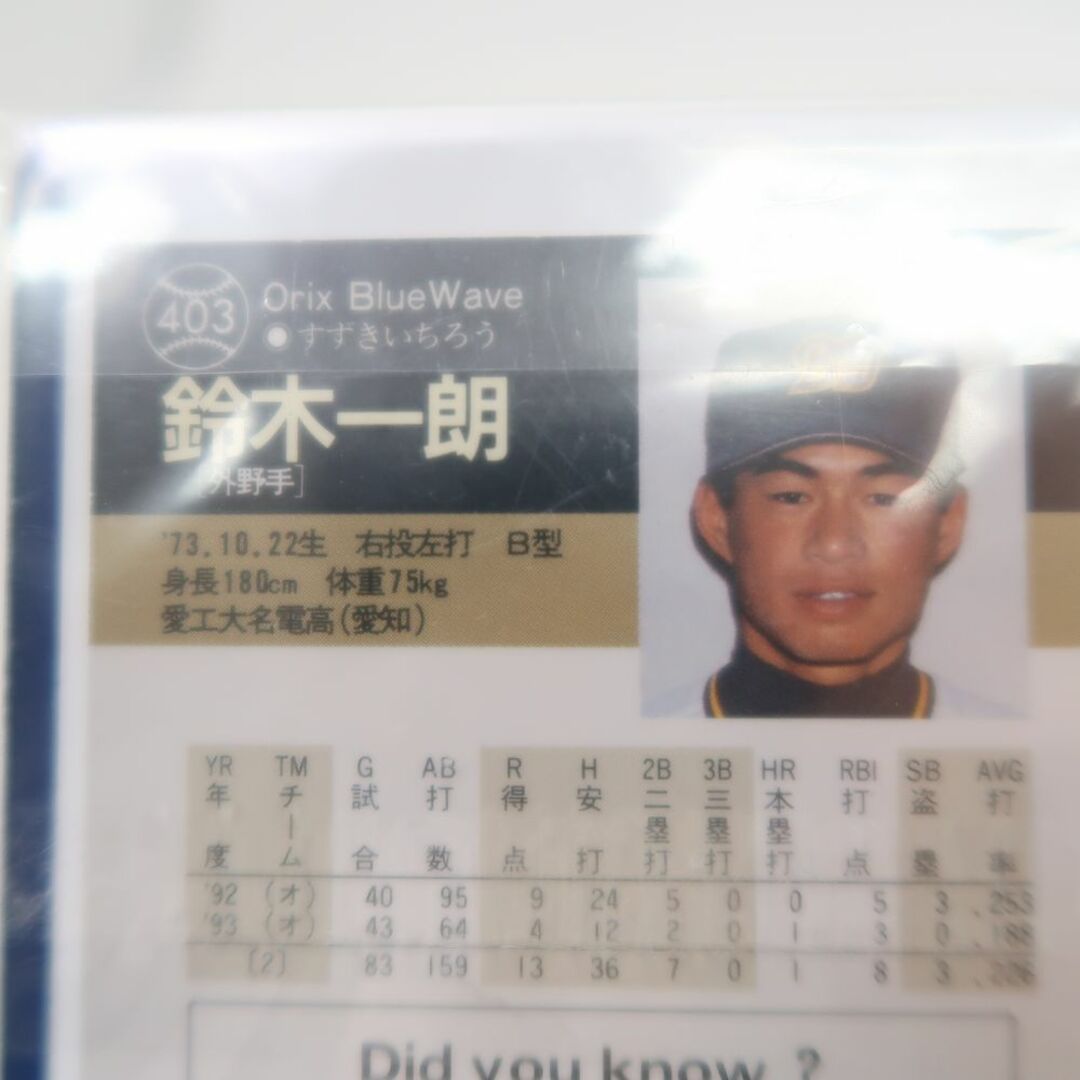 403
Orix BlueWave
●すずきいちろう
鈴木一朗
[外野手]
'73.10.22生 右投左打 B型
身長180cm 体重75kg
愛工大名電高(愛知)
YR TM G AB R H 2B 3B HR RBI SB AVG
年度 チーム 試合 打数 得点 安打 二塁打 三塁打 本塁打 打点 盗塁 打率
'92 (オ) 40 95 9 24 5 0 0 5 3 .253
'93 (オ) 43 64 4 12 2 0 1 3 0 .188
(2) 83 159 13 36 7 0 1 8 3 .226
Did you know ?